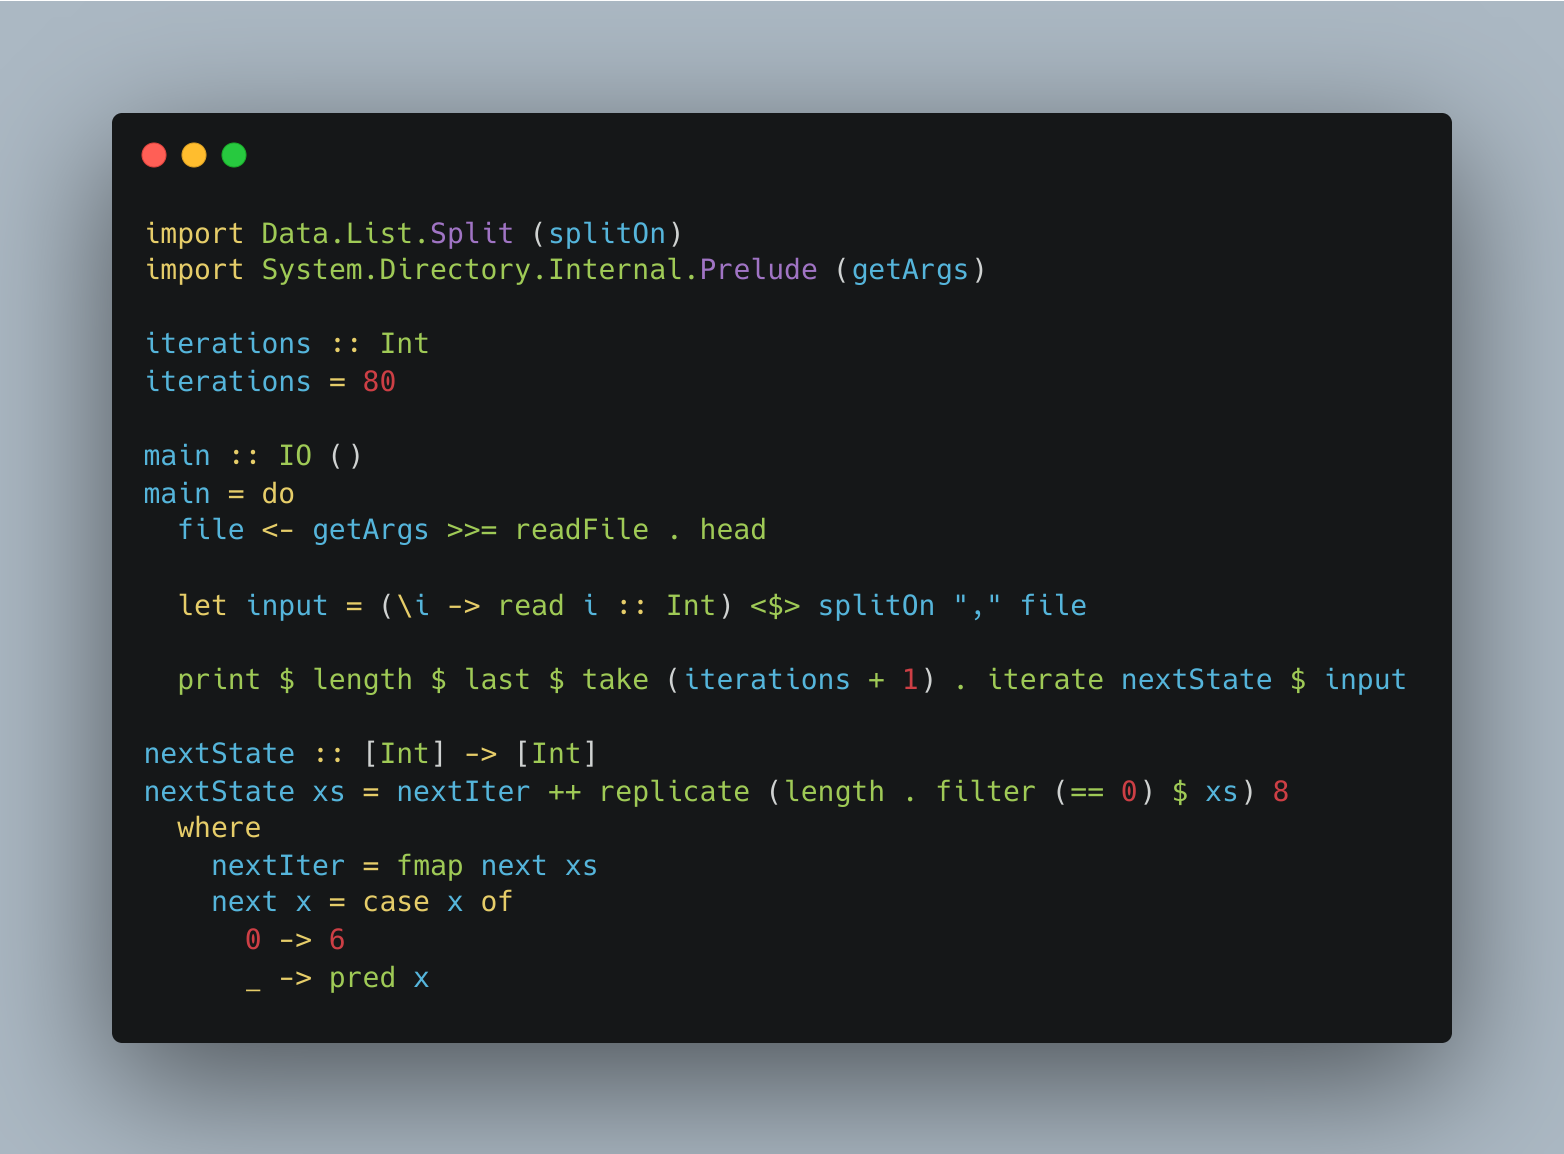 import Data.List.Split (splitOn)
import System.Directory.Internal.Prelude (getArgs)

iterations :: Int
iterations = 80

main :: IO ()
main = do
  file <- getArgs >>= readFile . head

  let input = (\i -> read i :: Int) <$> splitOn "," file

  print $ length $ last $ take (iterations + 1) . iterate nextState $ input

nextState :: [Int] -> [Int]
nextState xs = nextIter ++ replicate (length . filter (== 0) $ xs) 8
  where
    nextIter = fmap next xs
    next x = case x of
      0 -> 6
      _ -> pred x